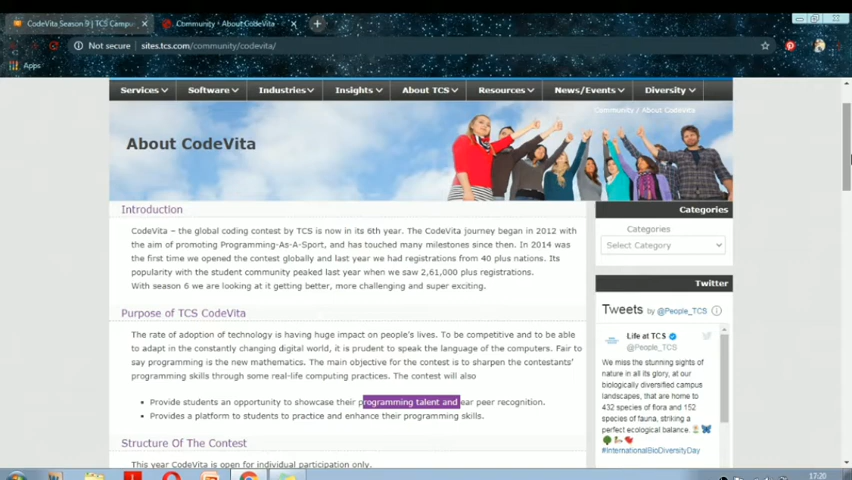 CodeVita Season 9 | TCS Campu
Community - About CodeVita
Not secure | sites.tcs.com/community/codevita/
Apps
Services Software Industries Insights About TCS Resources News/Events Diversity
Community / About CodeVita
About CodeVita
Introduction
CodeVita – the global coding contest by TCS is now in its 6th year. The CodeVita journey began in 2012 with
the aim of promoting Programming-As-A-Sport, and has touched many milestones since then. In 2014 was
the first time we opened the contest globally and last year we had registrations from 40 plus nations. Its
popularity with the student community peaked last year when we saw 2,61,000 plus registrations.
With season 6 we are looking at it getting better, more challenging and super exciting.
Purpose of TCS CodeVita
The rate of adoption of technology is having huge impact on people's lives. To be competitive and to be able
to adapt in the constantly changing digital world, it is prudent to speak the language of the computers. Fair to
say programming is the new mathematics. The main objective for the contest is to sharpen the contestants'
programming skills through some real-life computing practices. The contest will also
• Provide students an opportunity to showcase their programming talent and ear peer recognition.
• Provides a platform to students to practice and enhance their programming skills.
Structure Of The Contest
This year CodeVita is open for individual participation only.
Categories
Categories
Select Category
Twitter
Tweets by @People_TCS
Life at TCS
@People_TCS
We miss the stunning sights
of nature in all its glory, at our
biologically diversified campus
landscapes, that are home to
432 species of flora and 152
species of fauna, striking a
perfect ecological balance.
#InternationalBioDiversityDay
17:20